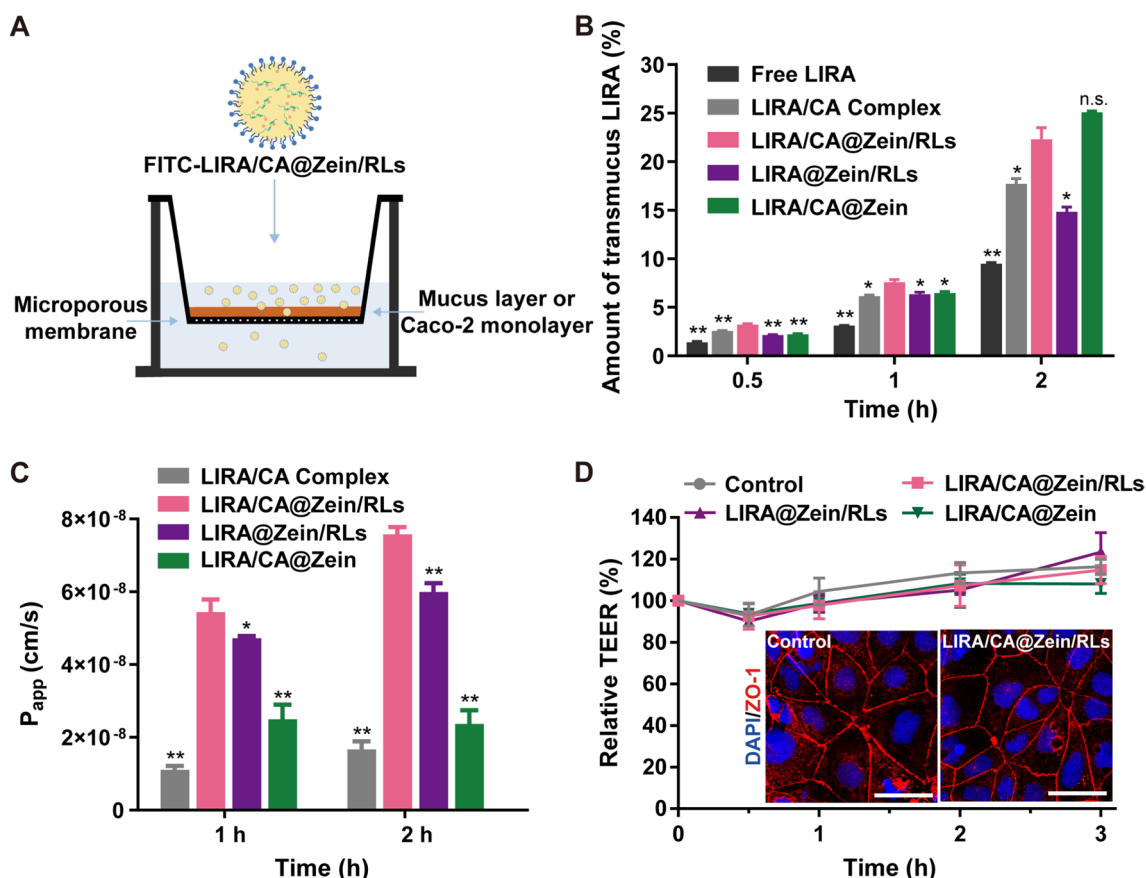 A
FITC-LIRA/CA@Zein/RLs
Microporous
membrane
Mucus layer or
Caco-2 monolayer
B
Amount of transmucus LIRA (%)
30
25
20
15
10
5
0
Free LIRA
LIRA/CA Complex
LIRA/CA@Zein/RLs
LIRA@Zein/RLs
LIRA/CA@Zein
** ** ** **
** * * *
** * * n.s.
0.5 1 2
Time (h)
C
LIRA/CA Complex
LIRA/CA@Zein/RLs
LIRA@Zein/RLs
LIRA/CA@Zein
Papp (cm/s)
8×10-8
6×10-8
4×10-8
2×10-8
0
** * **
** ** **
1 h 2 h
Time (h)
D
Control LIRA/CA@Zein/RLs
LIRA@Zein/RLs LIRA/CA@Zein
Relative TEER (%)
140
120
100
80
60
40
20
0
DAPI/ZO-1
Control
LIRA/CA@Zein/RLs
0 1 2 3
Time (h)